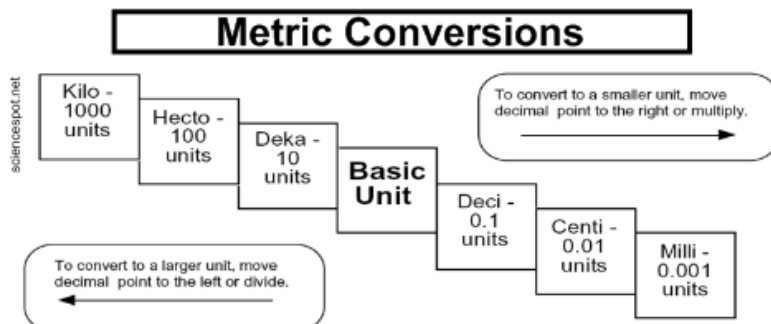 Metric Conversions
sciencespot.net
Kilo -
1000
units
Hecto -
100
units
Deka -
10
units
Basic
Unit
Deci -
0.1
units
Centi -
0.01
units
Milli -
0.001
units
To convert to a smaller unit, move
decimal point to the right or multiply.
To convert to a larger unit, move
decimal point to the left or divide.